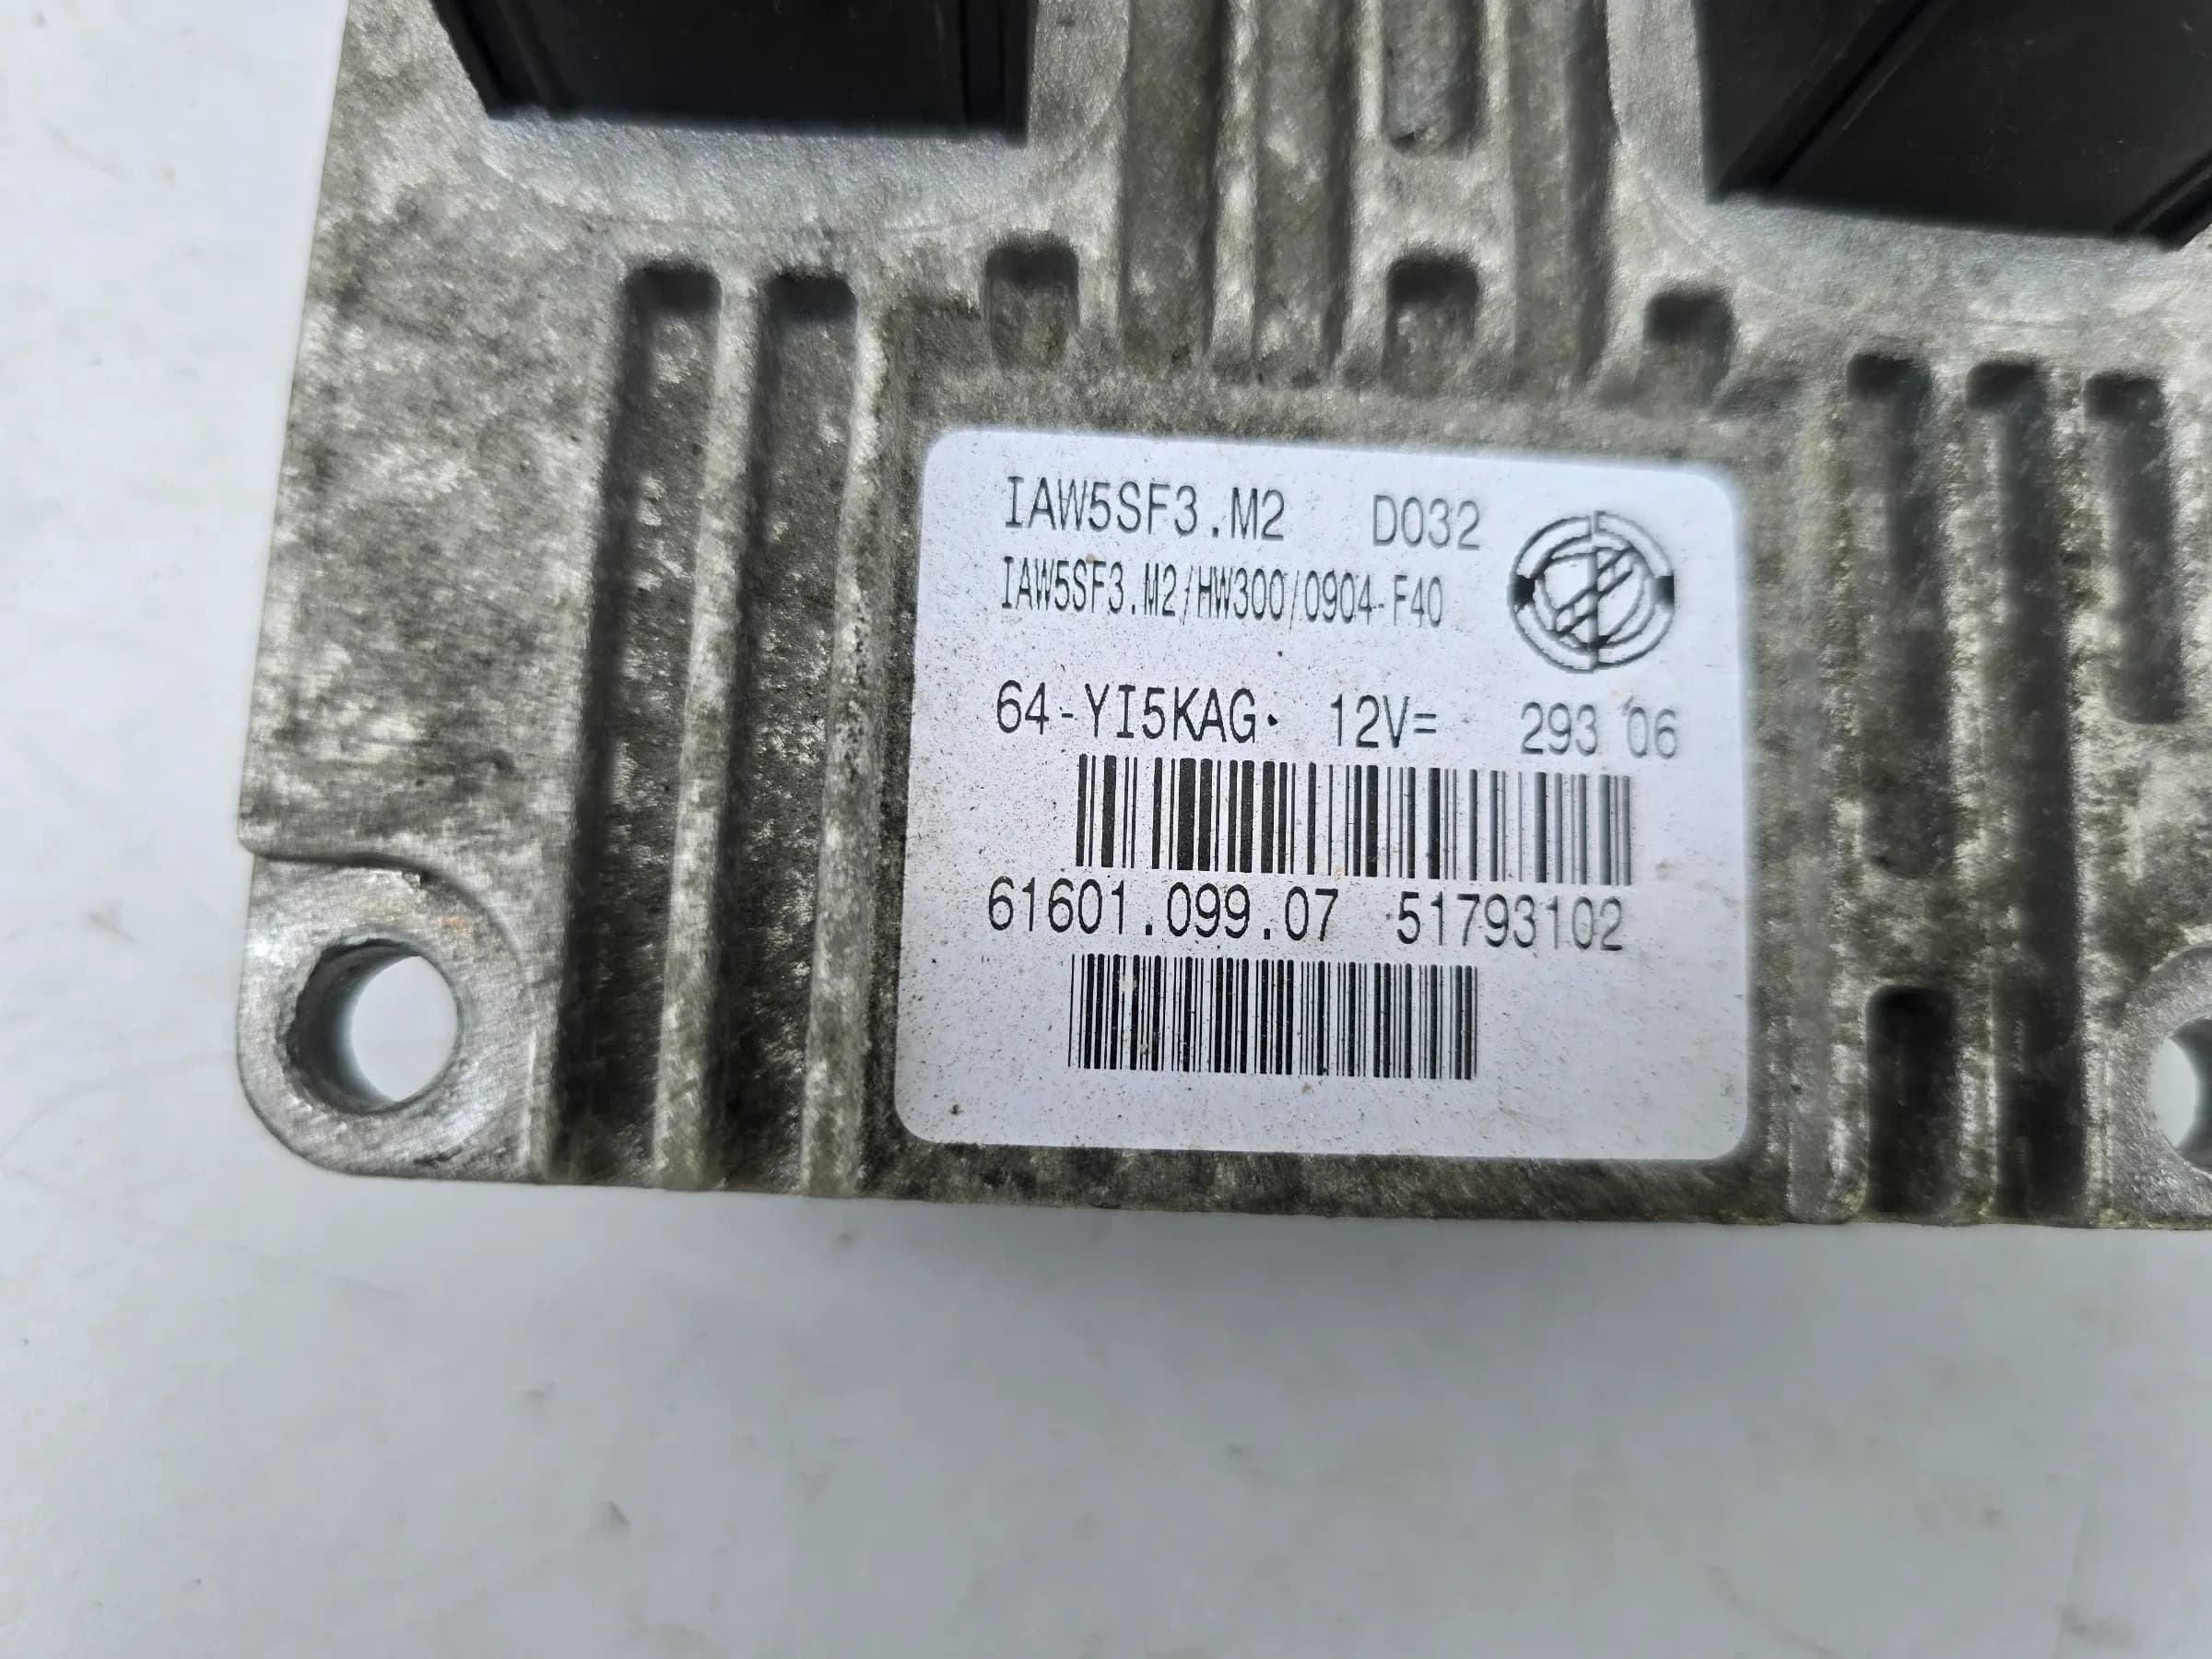 IAW5SF3.M2 D032
IAW5SF3.M2/HW300/0904-F40
64-YI5KAG· 12V= 293 06
61601.099.07 51793102